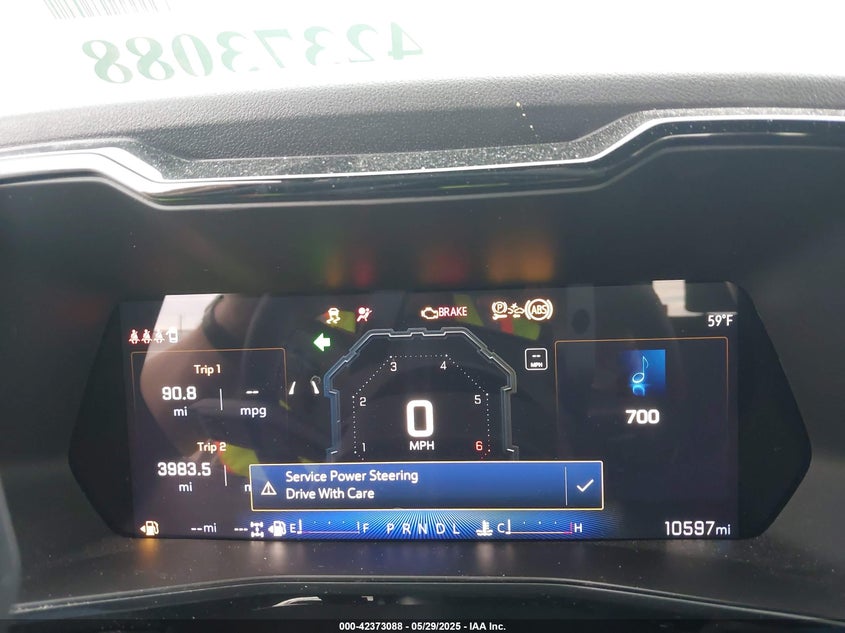 42373088
BRAKE
P
ABS
59°F
Trip 1
90.8
mi
--
mpg
Trip 2
3983.5
mi
1
2
3
4
5
6
0
MPH
--
MPH
700
Service Power Steering
Drive With Care
--mi
---
E F
P R N D L
C H
10597mi
000-42373088 - 05/29/2025 - IAA Inc.